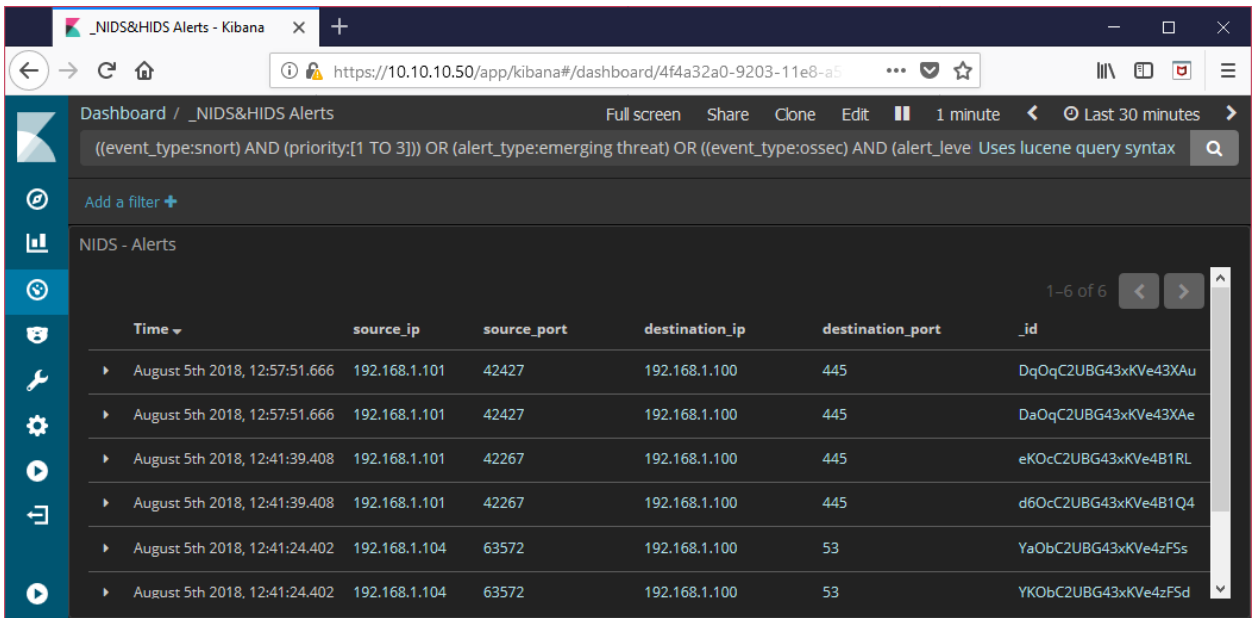 _NIDS&HIDS Alerts - Kibana
https://10.10.10.50/app/kibana#/dashboard/4f4a32a0-9203-11e8-a5
Dashboard / _NIDS&HIDS Alerts Full screen Share Clone Edit 1 minute Last 30 minutes
((event_type:snort) AND (priority:[1 TO 3])) OR (alert_type:emerging threat) OR ((event_type:ossec) AND (alert_leve Uses lucene query syntax
Add a filter +
NIDS - Alerts
1–6 of 6
Time source_ip source_port destination_ip destination_port _id
August 5th 2018, 12:57:51.666 192.168.1.101 42427 192.168.1.100 445 DqOqC2UBG43xKVe43XAu
August 5th 2018, 12:57:51.666 192.168.1.101 42427 192.168.1.100 445 DaOqC2UBG43xKVe43XAe
August 5th 2018, 12:41:39.408 192.168.1.101 42267 192.168.1.100 445 eKOcC2UBG43xKVe4B1RL
August 5th 2018, 12:41:39.408 192.168.1.101 42267 192.168.1.100 445 d6OcC2UBG43xKVe4B1Q4
August 5th 2018, 12:41:24.402 192.168.1.104 63572 192.168.1.100 53 YaObC2UBG43xKVe4zFSs
August 5th 2018, 12:41:24.402 192.168.1.104 63572 192.168.1.100 53 YKObC2UBG43xKVe4zFSd